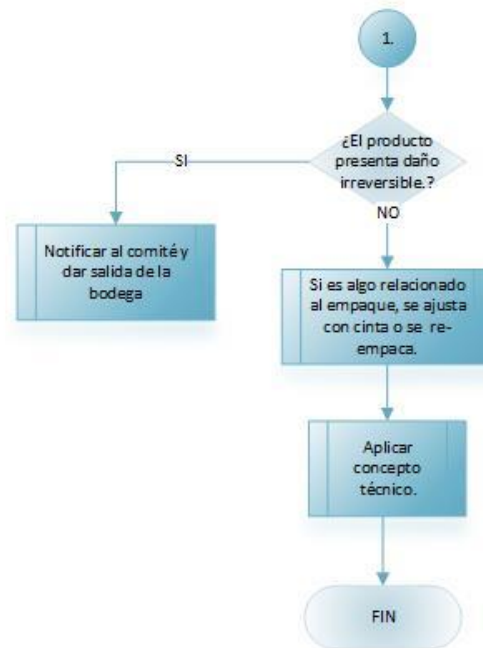 1.
¿El producto
presenta daño
irreversible.?
SI
NO
Notificar al comité y
dar salida de la
bodega
Si es algo relacionado
al empaque, se ajusta
con cinta o se re-
empaca.
Aplicar
concepto
técnico.
FIN